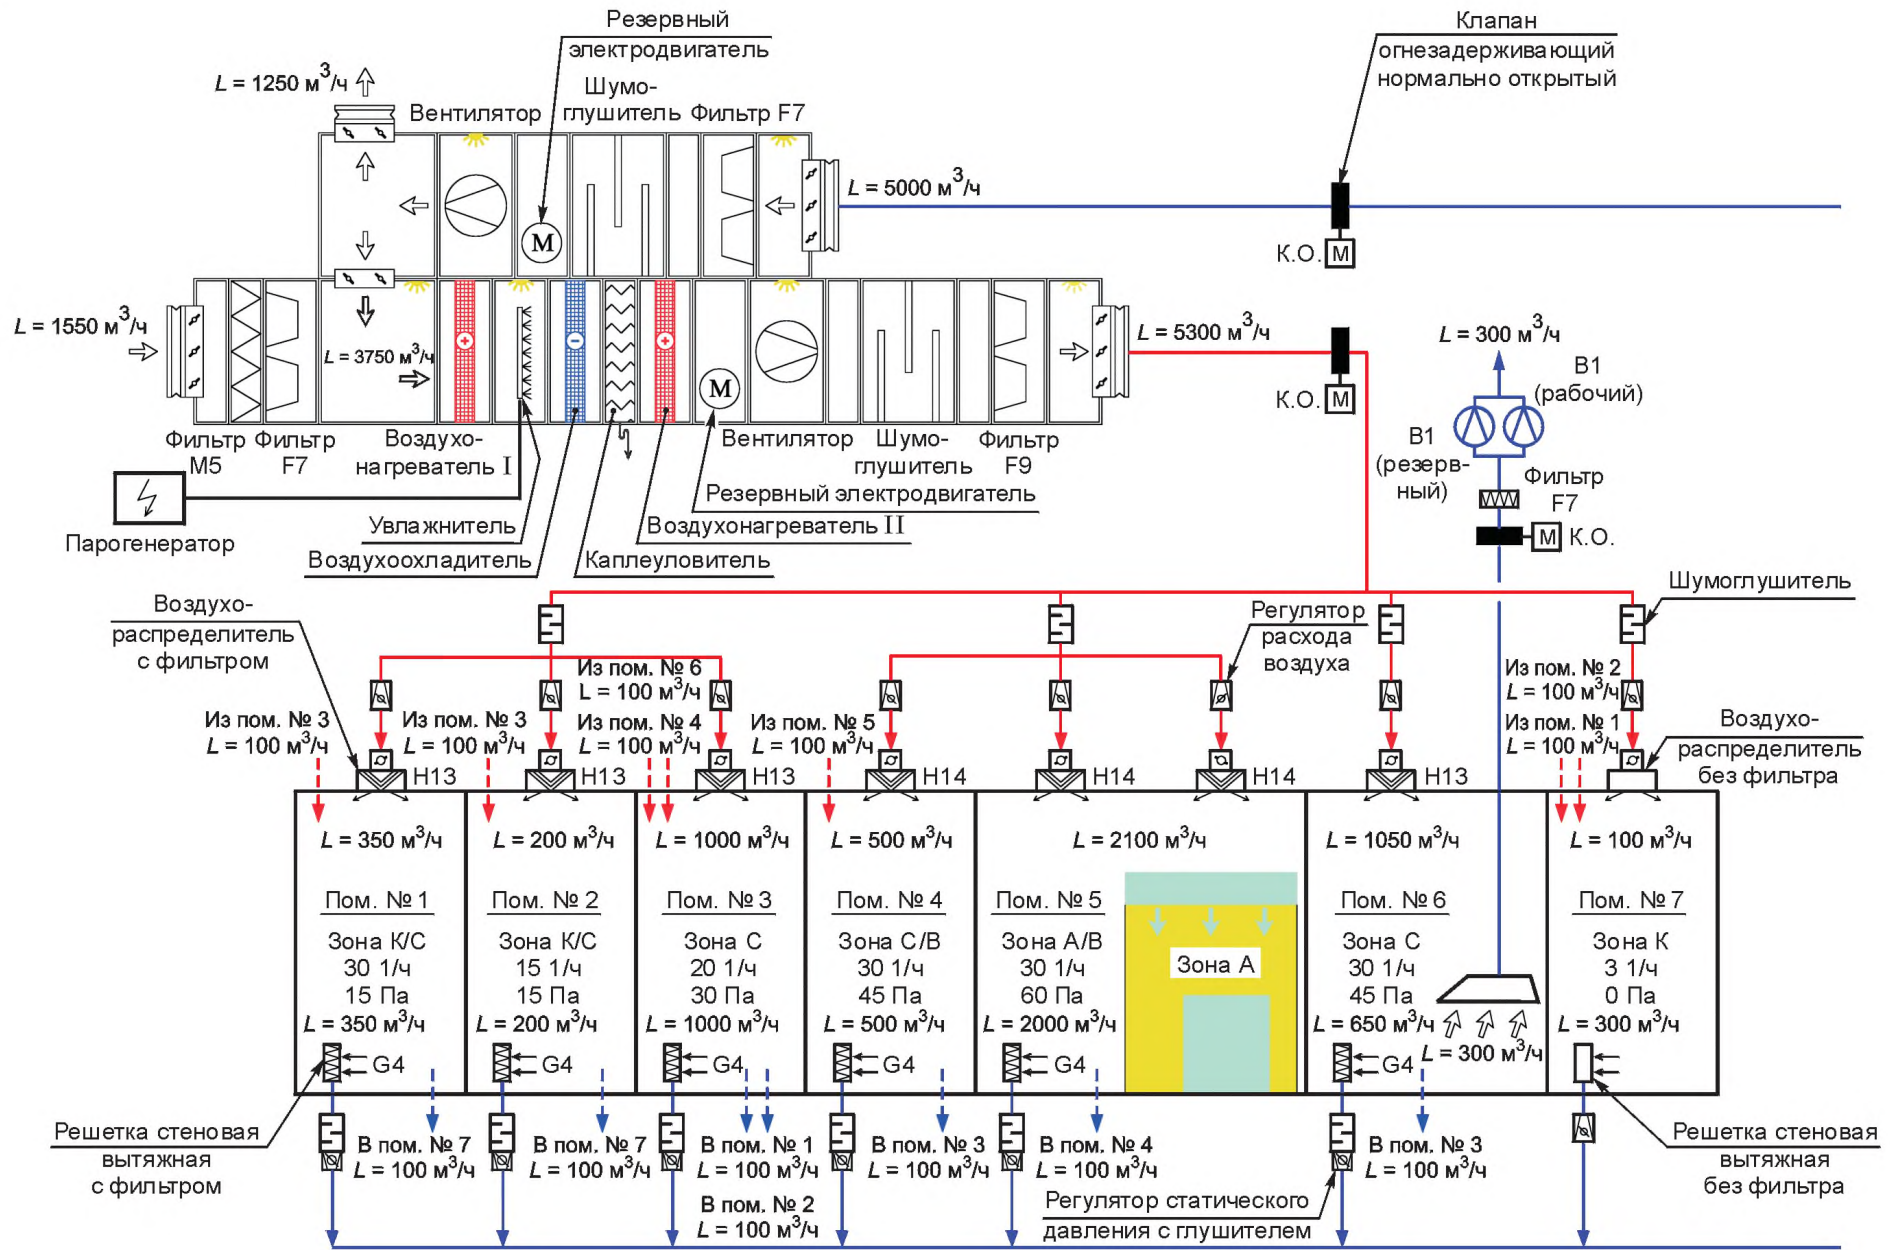 Резервный
электродвигатель
Клапан
огнезадерживающий
нормально открытый
L = 1250 м³/ч
Вентилятор
Шумо-
глушитель
Фильтр F7
M
L = 5000 м³/ч
К.О.
M
L = 1550 м³/ч
L = 3750 м³/ч
L = 5300 м³/ч
К.О.
M
L = 300 м³/ч
В1
(рабочий)
В1
(резерв-
ный)
Фильтр
F7
M
К.О.
M
Фильтр
M5
Фильтр
F7
Воздухо-
нагреватель I
Вентилятор
Шумо-
глушитель
Фильтр
F9
Резервный электродвигатель
Увлажнитель
Воздухонагреватель II
Парогенератор
Воздухоохладитель
Каплеуловитель
Шумоглушитель
Воздухо-
распределитель
с фильтром
Регулятор
расхода
воздуха
Из пом. № 6
L = 100 м³/ч
Из пом. № 2
L = 100 м³/ч
Из пом. № 3
L = 100 м³/ч
Из пом. № 3
L = 100 м³/ч
Из пом. № 4
L = 100 м³/ч
Из пом. № 5
L = 100 м³/ч
Из пом. № 1
L = 100 м³/ч
Воздухо-
распределитель
без фильтра
H13
H13
H13
H14
H14
H14
H13
L = 350 м³/ч
L = 200 м³/ч
L = 1000 м³/ч
L = 500 м³/ч
L = 2100 м³/ч
L = 1050 м³/ч
L = 100 м³/ч
Пом. № 1
Зона К/С
30 1/ч
15 Па
L = 350 м³/ч
G4
Пом. № 2
Зона К/С
15 1/ч
15 Па
L = 200 м³/ч
G4
Пом. № 3
Зона С
20 1/ч
30 Па
L = 1000 м³/ч
G4
Пом. № 4
Зона С/В
30 1/ч
45 Па
L = 500 м³/ч
G4
Пом. № 5
Зона А/В
30 1/ч
60 Па
L = 2000 м³/ч
G4
Зона А
Пом. № 6
Зона С
30 1/ч
45 Па
L = 650 м³/ч
L = 300 м³/ч
G4
Пом. № 7
Зона К
3 1/ч
0 Па
L = 300 м³/ч
Решетка стеновая
вытяжная
с фильтром
В пом. № 7
L = 100 м³/ч
В пом. № 7
L = 100 м³/ч
В пом. № 1
L = 100 м³/ч
В пом. № 2
L = 100 м³/ч
В пом. № 3
L = 100 м³/ч
В пом. № 4
L = 100 м³/ч
В пом. № 3
L = 100 м³/ч
Регулятор статического
давления с глушителем
Решетка стеновая
вытяжная
без фильтра